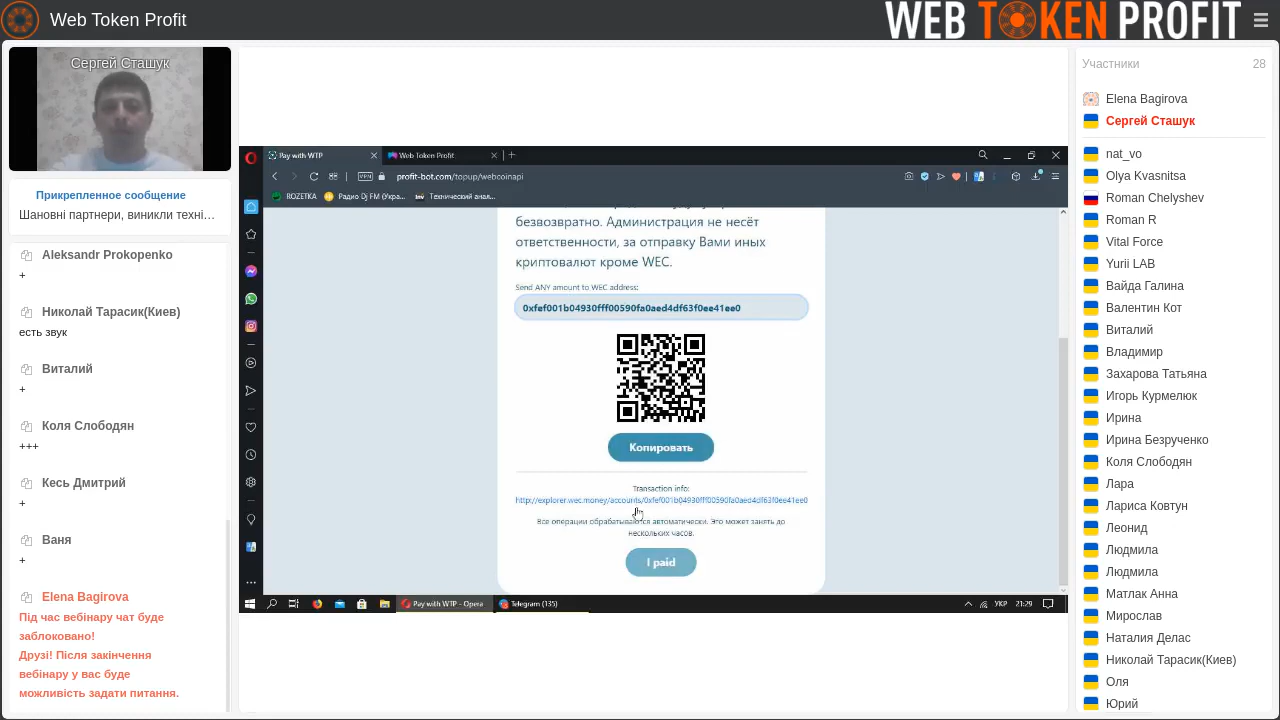 Web Token Profit
WEB TOKEN PROFIT
Сергей Сташук
Прикрепленное сообщение
Шановні партнери, виникли техні…
Aleksandr Prokopenko
+
Николай Тарасик(Киев)
есть звук
Виталий
+
Коля Слободян
+++
Кесь Дмитрий
+
Ваня
+
Elena Bagirova
Під час вебінару чат буде
заблоковано!
Друзі! Після закінчення
вебінару у вас буде
можливість задати питання.
Pay with WTP
Web Token Profit
VPN
profit-bot.com/topup/webcoinapi
ROZETKA
Радио Dj FM (Укра...
Технический анал...
безвозвратно. Администрация не несёт
ответственности, за отправку Вами иных
криптовалют кроме WEC.
Send ANY amount to WEC address:
0xfef001b04930fff00590fa0aed4df63f0ee41ee0
Копировать
Transaction info:
http://explorer.wec.money/accounts/0xfef001b04930fff00590fa0aed4df63f0ee41ee0
Все операции обрабатываются автоматически. Это может занять до
нескольких часов.
I paid
Pay with WTP - Opera
Telegram (135)
УКР
21:29
Участники 28
Elena Bagirova
Сергей Сташук
nat_vo
Olya Kvasnitsa
Roman Chelyshev
Roman R
Vital Force
Yurii LAB
Вайда Галина
Валентин Кот
Виталий
Владимир
Захарова Татьяна
Игорь Курмелюк
Ирина
Ирина Безрученко
Коля Слободян
Лара
Лариса Ковтун
Леонид
Людмила
Людмила
Матлак Анна
Мирослав
Наталия Делас
Николай Тарасик(Киев)
Оля
Юрий